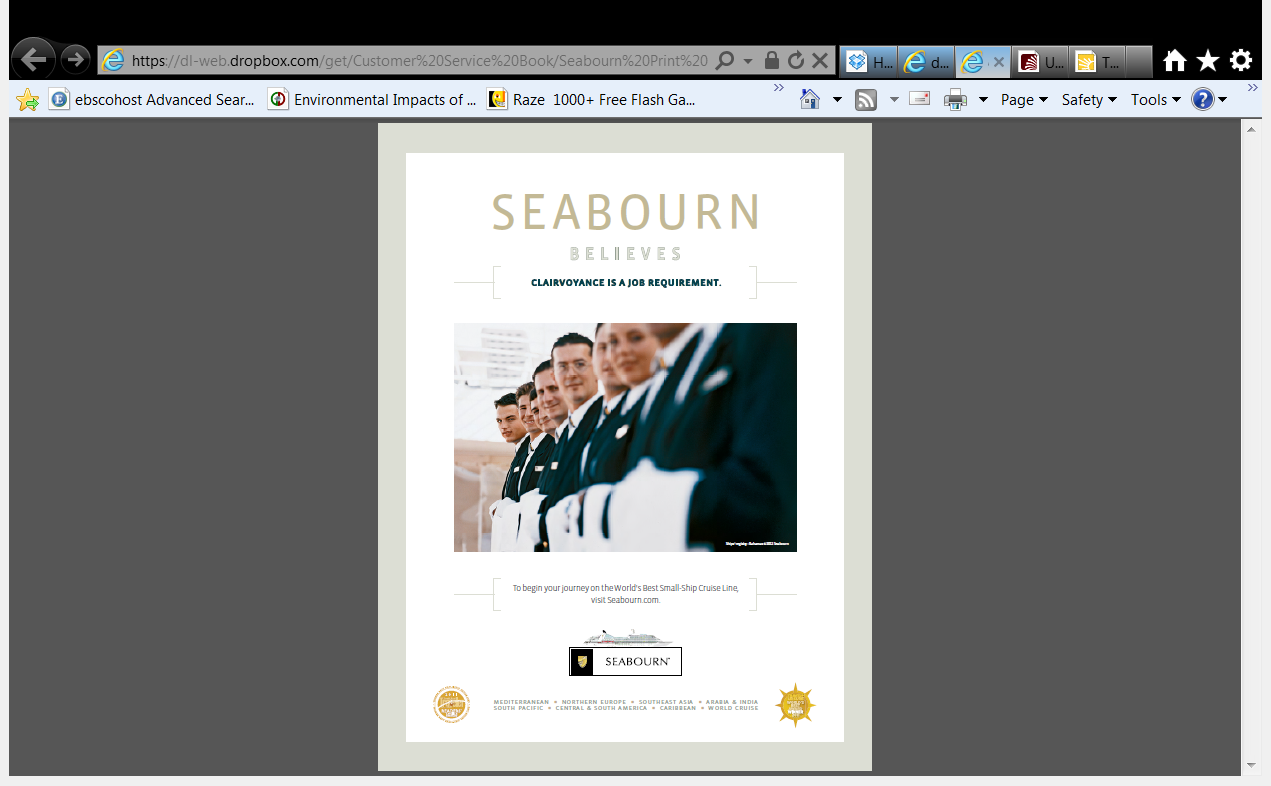 https://dl-web.dropbox.com/get/Customer%20Service%20Book/Seabourn%20Print%20
H...
d...
U...
T...
ebscohost Advanced Sear...
Environmental Impacts of ...
Raze 1000+ Free Flash Ga...
Page
Safety
Tools
SEABOURN
BELIEVES
CLAIRVOYANCE IS A JOB REQUIREMENT.
To begin your journey on the World's Best Small-Ship Cruise Line,
visit Seabourn.com.
SEABOURN
MEDITERRANEAN • NORTHERN EUROPE • SOUTHEAST ASIA • ARABIA & INDIA
SOUTH PACIFIC • CENTRAL & SOUTH AMERICA • CARIBBEAN • WORLD CRUISE